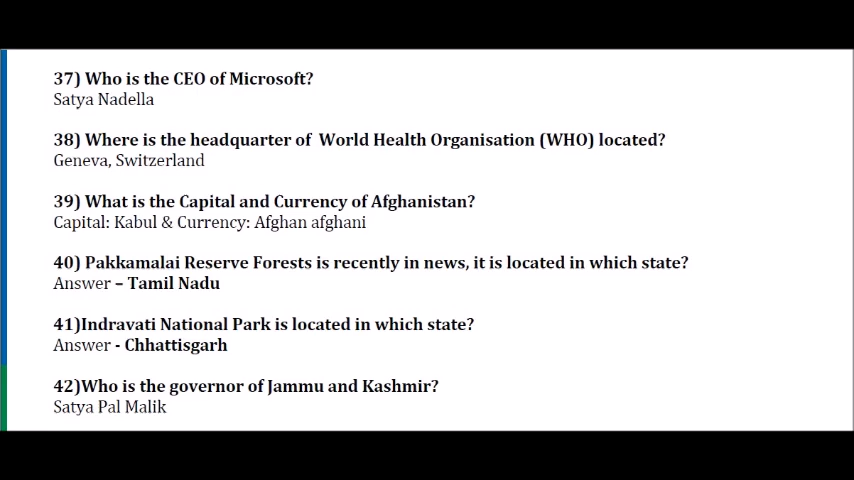 37) Who is the CEO of Microsoft?
Satya Nadella
38) Where is the headquarter of  World Health Organisation (WHO) located?
Geneva, Switzerland
39) What is the Capital and Currency of Afghanistan?
Capital: Kabul & Currency: Afghan afghani
40) Pakkamalai Reserve Forests is recently in news, it is located in which state?
Answer – Tamil Nadu
41)Indravati National Park is located in which state?
Answer - Chhattisgarh
42)Who is the governor of Jammu and Kashmir?
Satya Pal Malik